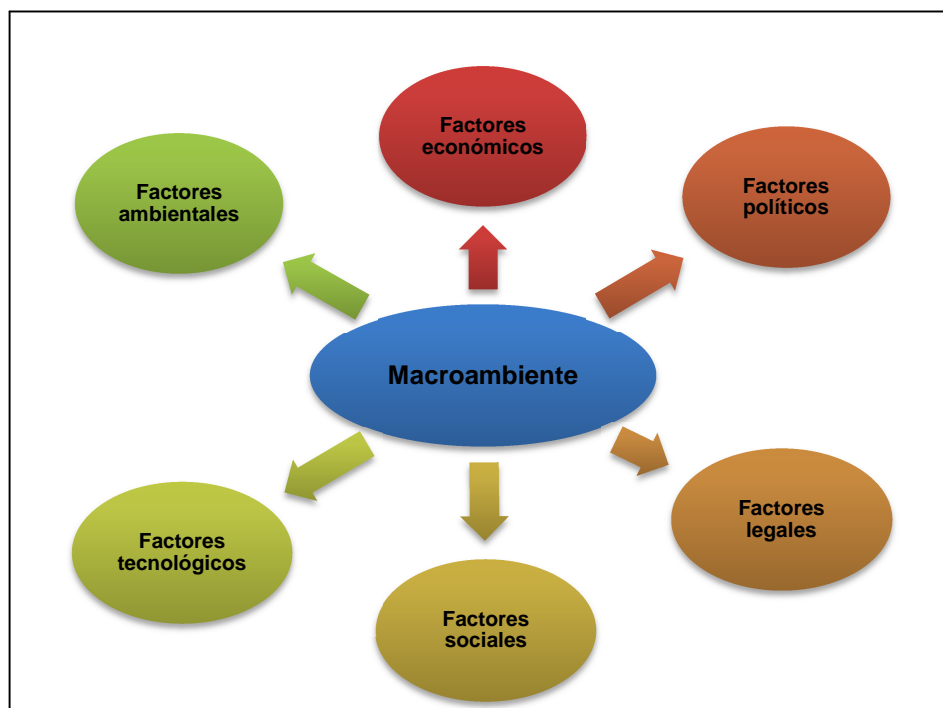 Factores
económicos
Factores
ambientales
Factores
políticos
Macroambiente
Factores
legales
Factores
tecnológicos
Factores
sociales